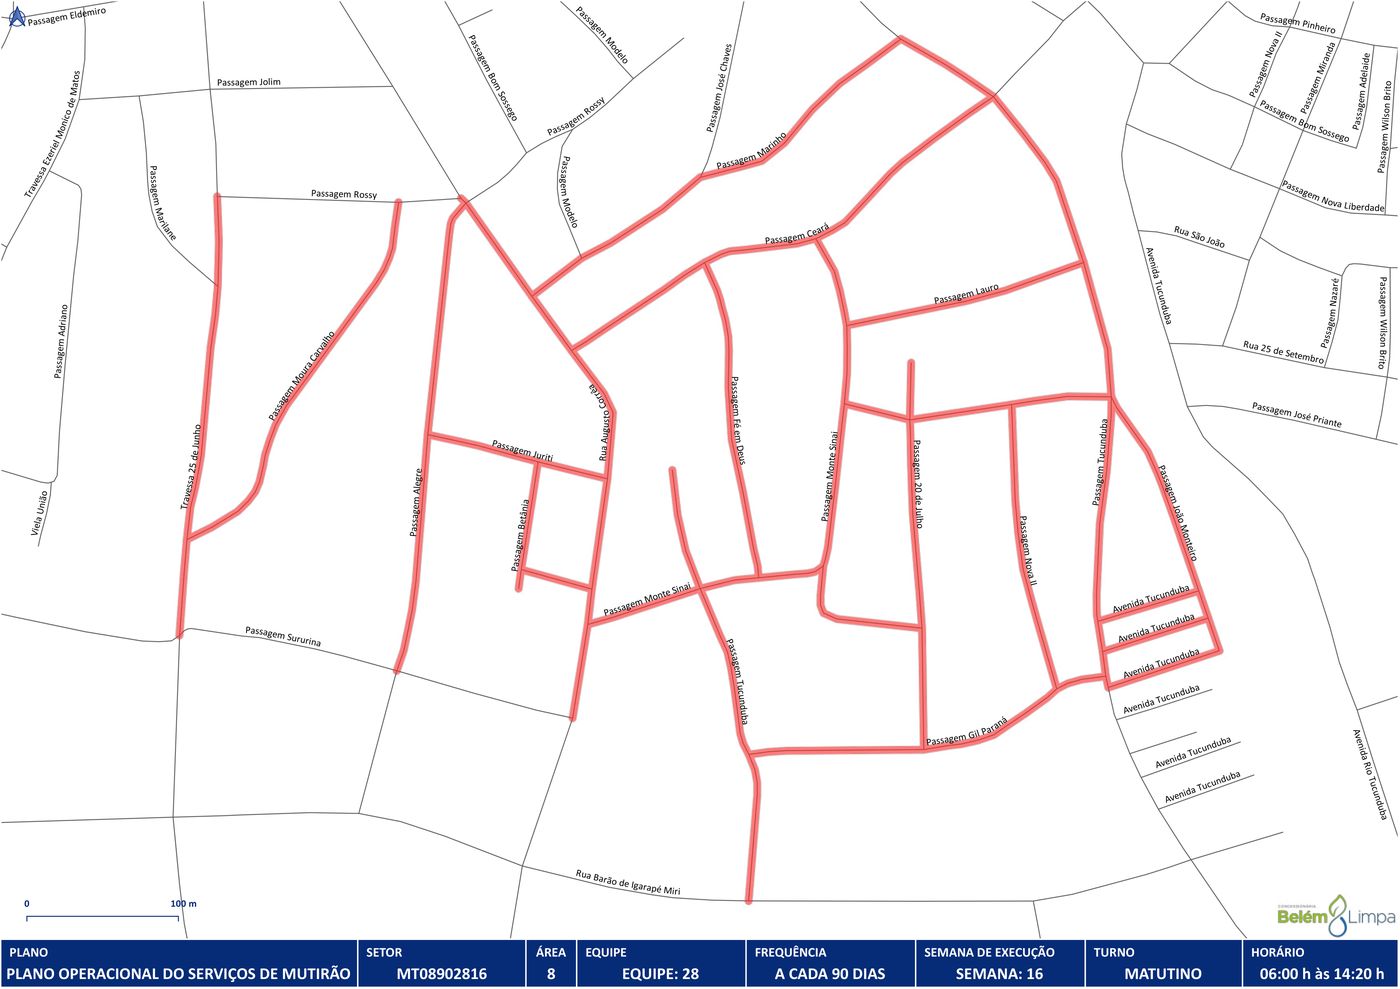 Passagem Eldemiro
Passagem Modelo
Passagem Pinheiro
Passagem Bom Sossego
Passagem José Chaves
Passagem Nova II
Passagem Miranda
Passagem Adelaide
Passagem Wilson Brito
Travessa Ezeriel Monico de Matos
Passagem Jolim
Passagem Rossy
Passagem Bom Sossego
Passagem Marinho
Passagem Marilane
Passagem Rossy
Passagem Modelo
Passagem Nova Liberdade
Passagem Ceará
Rua São João
Avenida Tucunduba
Passagem Lauro
Passagem Nazaré
Passagem Wilson Brito
Passagem Adriano
Passagem Moura Carvalho
Rua 25 de Setembro
Rua Augusto Corrêa
Passagem Fé em Deus
Passagem José Priante
Travessa 25 de Junho
Passagem Juriti
Passagem Alegre
Passagem Monte Sinai
Passagem 20 de Julho
Passagem Tucunduba
Passagem João Monteiro
Viela União
Passagem Betânia
Passagem Nova II
Passagem Monte Sinai
Avenida Tucunduba
Avenida Tucunduba
Passagem Sururina
Passagem Tucunduba
Avenida Tucunduba
Avenida Tucunduba
Passagem Gil Paraná
Avenida Tucunduba
Avenida Rio Tucunduba
Avenida Tucunduba
Rua Barão de Igarapé Miri
0 100 m
CONCESSIONÁRIA
Belém Limpa
PLANO
PLANO OPERACIONAL DO SERVIÇOS DE MUTIRÃO
SETOR
MT08902816
ÁREA
8
EQUIPE
EQUIPE: 28
FREQUÊNCIA
A CADA 90 DIAS
SEMANA DE EXECUÇÃO
SEMANA: 16
TURNO
MATUTINO
HORÁRIO
06:00 h às 14:20 h